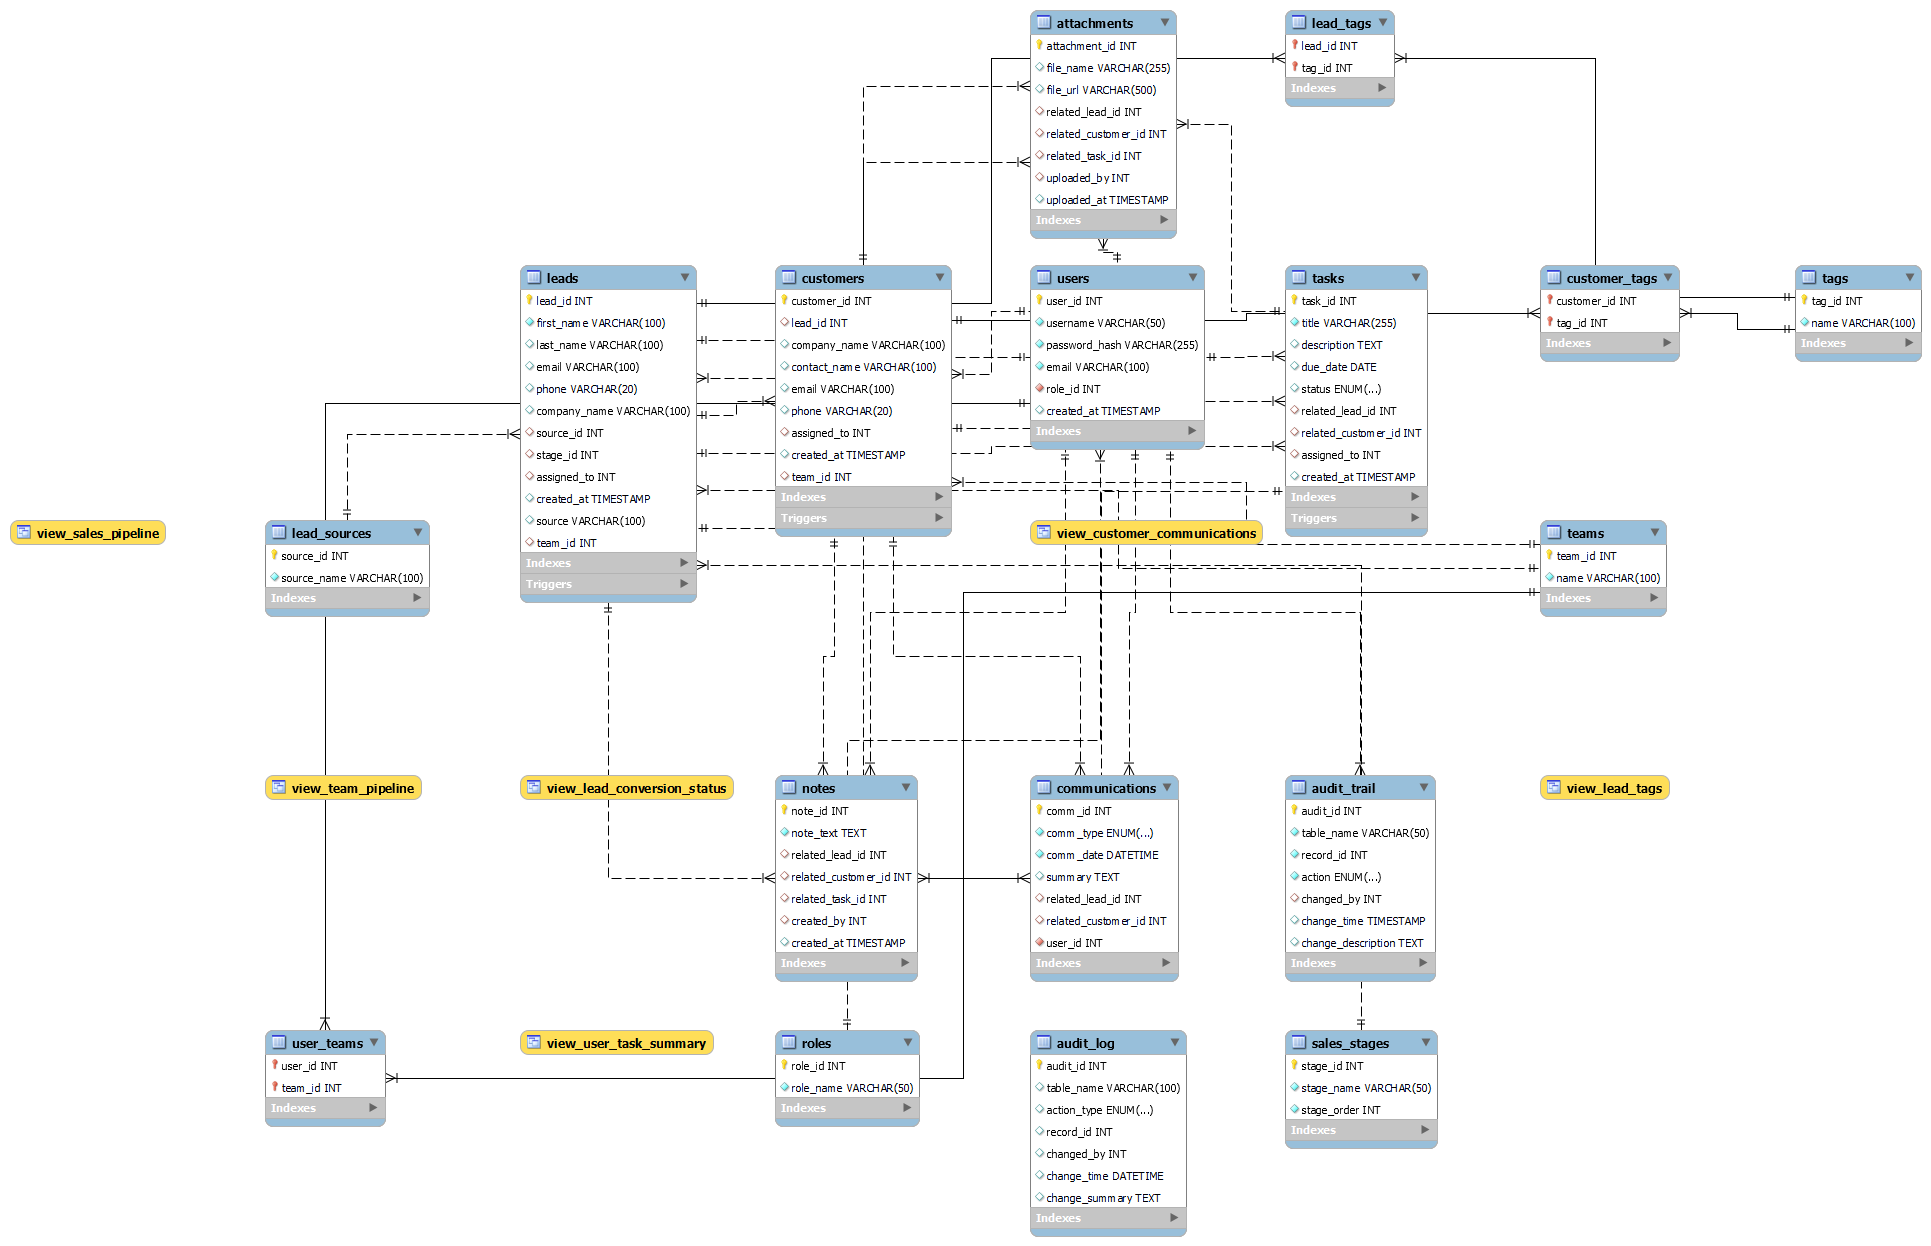 attachments
attachment_id INT
file_name VARCHAR(255)
file_url VARCHAR(500)
related_lead_id INT
related_customer_id INT
related_task_id INT
uploaded_by INT
uploaded_at TIMESTAMP
Indexes
lead_tags
lead_id INT
tag_id INT
Indexes
leads
lead_id INT
first_name VARCHAR(100)
last_name VARCHAR(100)
email VARCHAR(100)
phone VARCHAR(20)
company_name VARCHAR(100)
source_id INT
stage_id INT
assigned_to INT
created_at TIMESTAMP
source VARCHAR(100)
team_id INT
Indexes
Triggers
customers
customer_id INT
lead_id INT
company_name VARCHAR(100)
contact_name VARCHAR(100)
email VARCHAR(100)
phone VARCHAR(20)
assigned_to INT
created_at TIMESTAMP
team_id INT
Indexes
Triggers
users
user_id INT
username VARCHAR(50)
password_hash VARCHAR(255)
email VARCHAR(100)
role_id INT
created_at TIMESTAMP
Indexes
tasks
task_id INT
title VARCHAR(255)
description TEXT
due_date DATE
status ENUM(...)
related_lead_id INT
related_customer_id INT
assigned_to INT
created_at TIMESTAMP
Indexes
Triggers
customer_tags
customer_id INT
tag_id INT
Indexes
tags
tag_id INT
name VARCHAR(100)
Indexes
view_sales_pipeline
lead_sources
source_id INT
source_name VARCHAR(100)
Indexes
view_customer_communications
teams
team_id INT
name VARCHAR(100)
Indexes
view_team_pipeline
view_lead_conversion_status
notes
note_id INT
note_text TEXT
related_lead_id INT
related_customer_id INT
related_task_id INT
created_by INT
created_at TIMESTAMP
Indexes
communications
comm_id INT
comm_type ENUM(...)
comm_date DATETIME
summary TEXT
related_lead_id INT
related_customer_id INT
user_id INT
Indexes
audit_trail
audit_id INT
table_name VARCHAR(50)
record_id INT
action ENUM(...)
changed_by INT
change_time TIMESTAMP
change_description TEXT
Indexes
view_lead_tags
user_teams
user_id INT
team_id INT
Indexes
view_user_task_summary
roles
role_id INT
role_name VARCHAR(50)
Indexes
audit_log
audit_id INT
table_name VARCHAR(100)
action_type ENUM(...)
record_id INT
changed_by INT
change_time DATETIME
change_summary TEXT
Indexes
sales_stages
stage_id INT
stage_name VARCHAR(50)
stage_order INT
Indexes